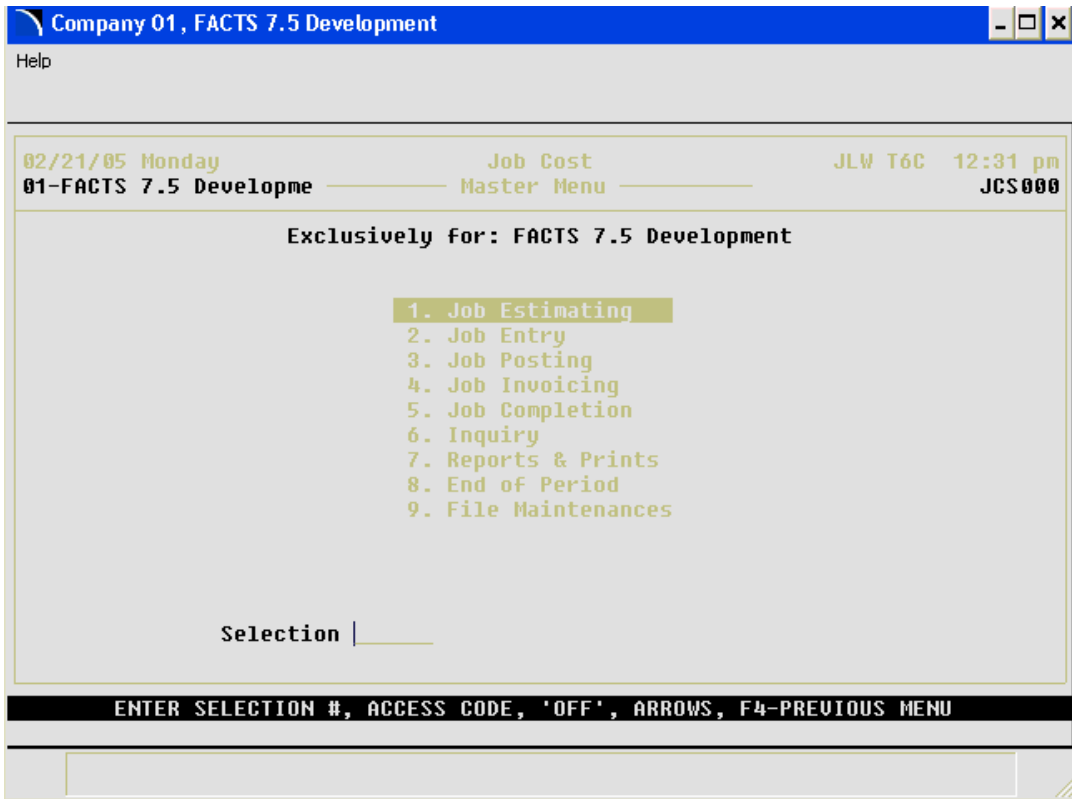 Company 01, FACTS 7.5 Development
Help
02/21/05 Monday Job Cost JLW T6C 12:31 pm
01-FACTS 7.5 Developme Master Menu JCS000
Exclusively for: FACTS 7.5 Development
1. Job Estimating
2. Job Entry
3. Job Posting
4. Job Invoicing
5. Job Completion
6. Inquiry
7. Reports & Prints
8. End of Period
9. File Maintenances
Selection
ENTER SELECTION #, ACCESS CODE, 'OFF', ARROWS, F4-PREVIOUS MENU